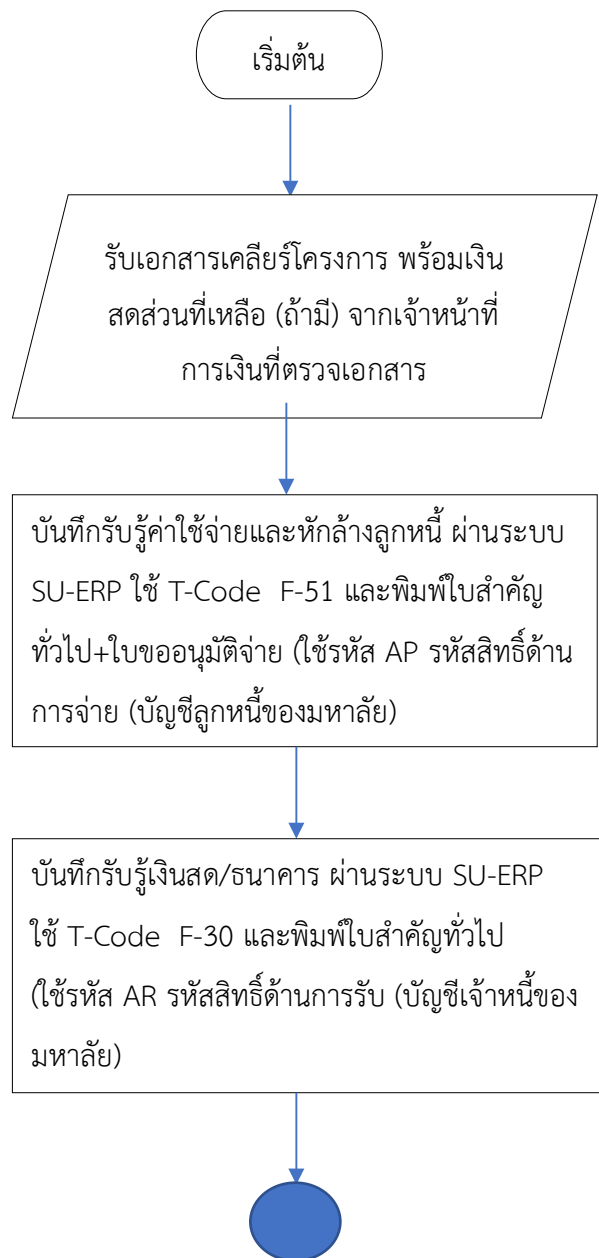 เริ่มต้น
รับเอกสารเคลียร์โครงการ พร้อมเงิน
สดส่วนที่เหลือ (ถ้ามี) จากเจ้าหน้าที่
การเงินที่ตรวจเอกสาร
บันทึกรับรู้ค่าใช้จ่ายและหักล้างลูกหนี้ ผ่านระบบ
SU-ERP ใช้ T-Code F-51 และพิมพ์ใบสำคัญ
ทั่วไป+ใบขออนุมัติจ่าย (ใช้รหัส AP รหัสสิทธิ์ด้าน
การจ่าย (บัญชีลูกหนี้ของมหาลัย)
บันทึกรับรู้เงินสด/ธนาคาร ผ่านระบบ SU-ERP
ใช้ T-Code F-30 และพิมพ์ใบสำคัญทั่วไป
(ใช้รหัส AR รหัสสิทธิ์ด้านการรับ (บัญชีเจ้าหนี้ของ
มหาลัย)